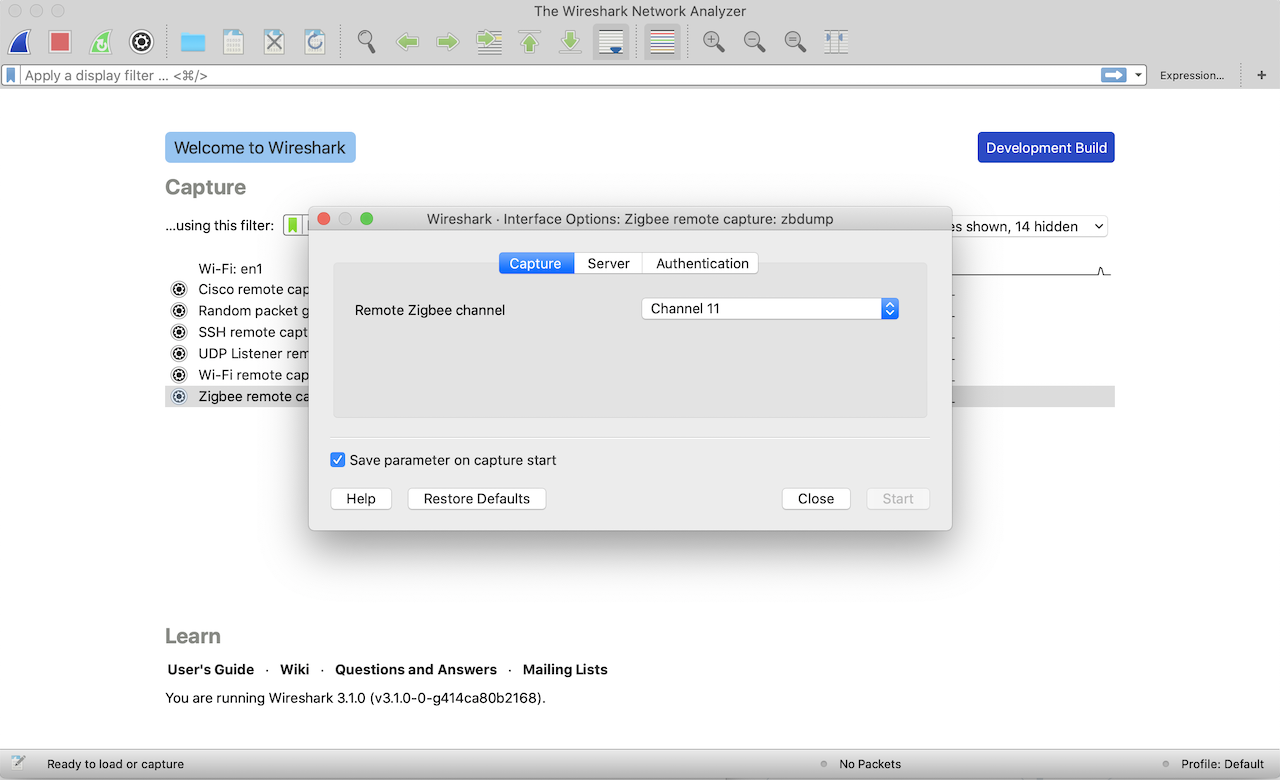 The Wireshark Network Analyzer
Apply a display filter ... <⌘/>
Expression...
+
Welcome to Wireshark
Development Build
Capture
...using this filter:
shown, 14 hidden
Wi-Fi: en1
Cisco remote cap
Random packet g
SSH remote capt
UDP Listener rem
Wi-Fi remote cap
Zigbee remote ca
Wireshark · Interface Options: Zigbee remote capture: zbdump
Capture
Server
Authentication
Remote Zigbee channel
Channel 11
Save parameter on capture start
Help
Restore Defaults
Close
Start
Learn
User's Guide · Wiki · Questions and Answers · Mailing Lists
You are running Wireshark 3.1.0 (v3.1.0-0-g414ca80b2168).
Ready to load or capture
No Packets
Profile: Default